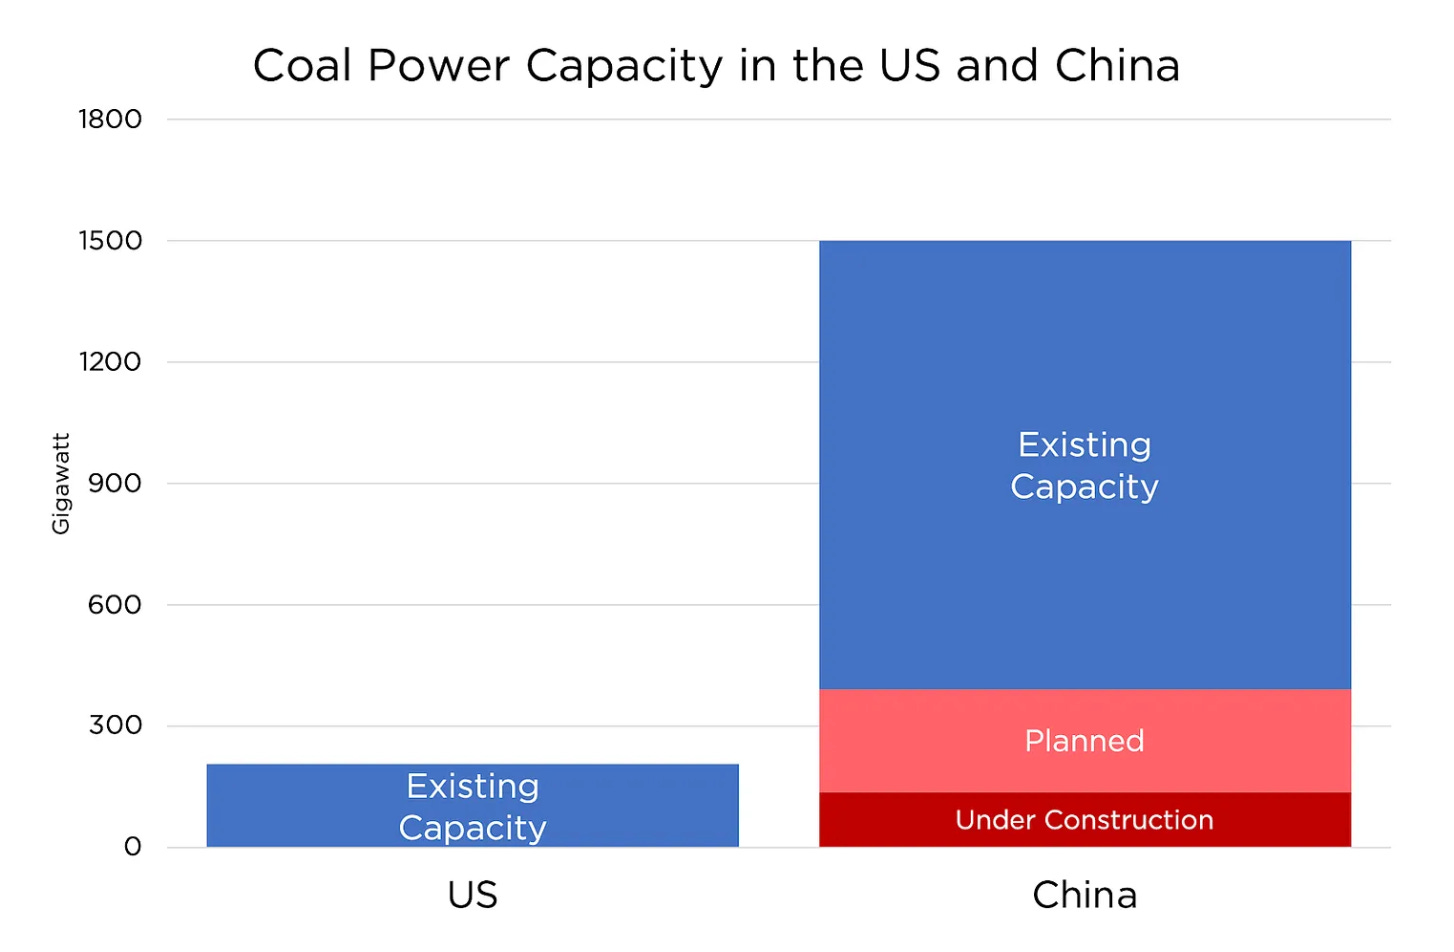 Coal Power Capacity in the US and China
1800
1500
1200
900
600
300
0
Gigawatt
Existing
Capacity
Existing
Capacity
Planned
Under Construction
US
China